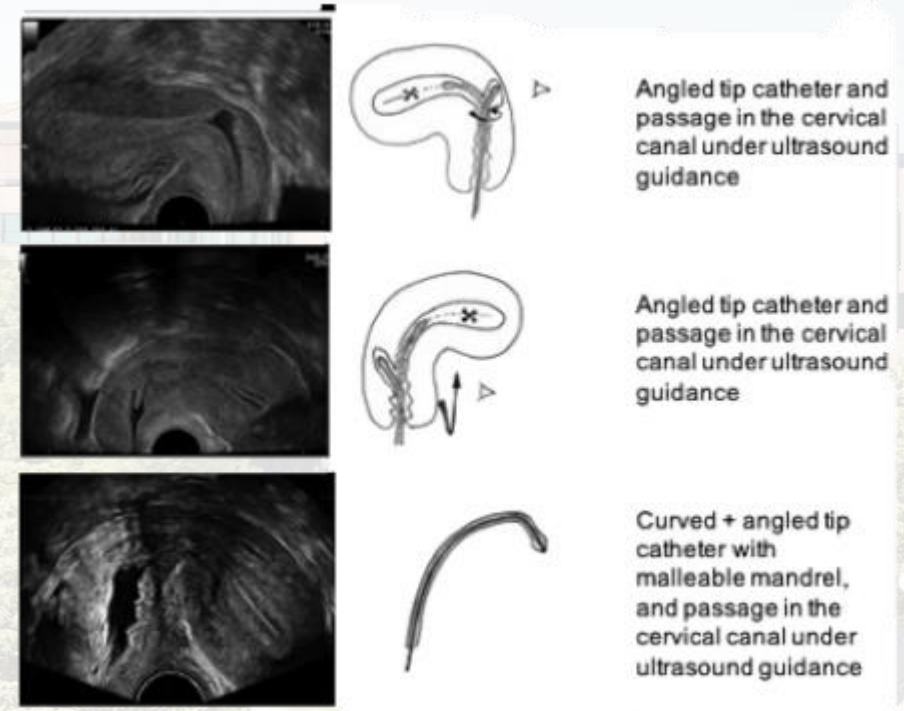 Angled tip catheter and
passage in the cervical
canal under ultrasound
guidance
Angled tip catheter and
passage in the cervical
canal under ultrasound
guidance
Curved + angled tip
catheter with
malleable mandrel,
and passage in the
cervical canal under
ultrasound guidance